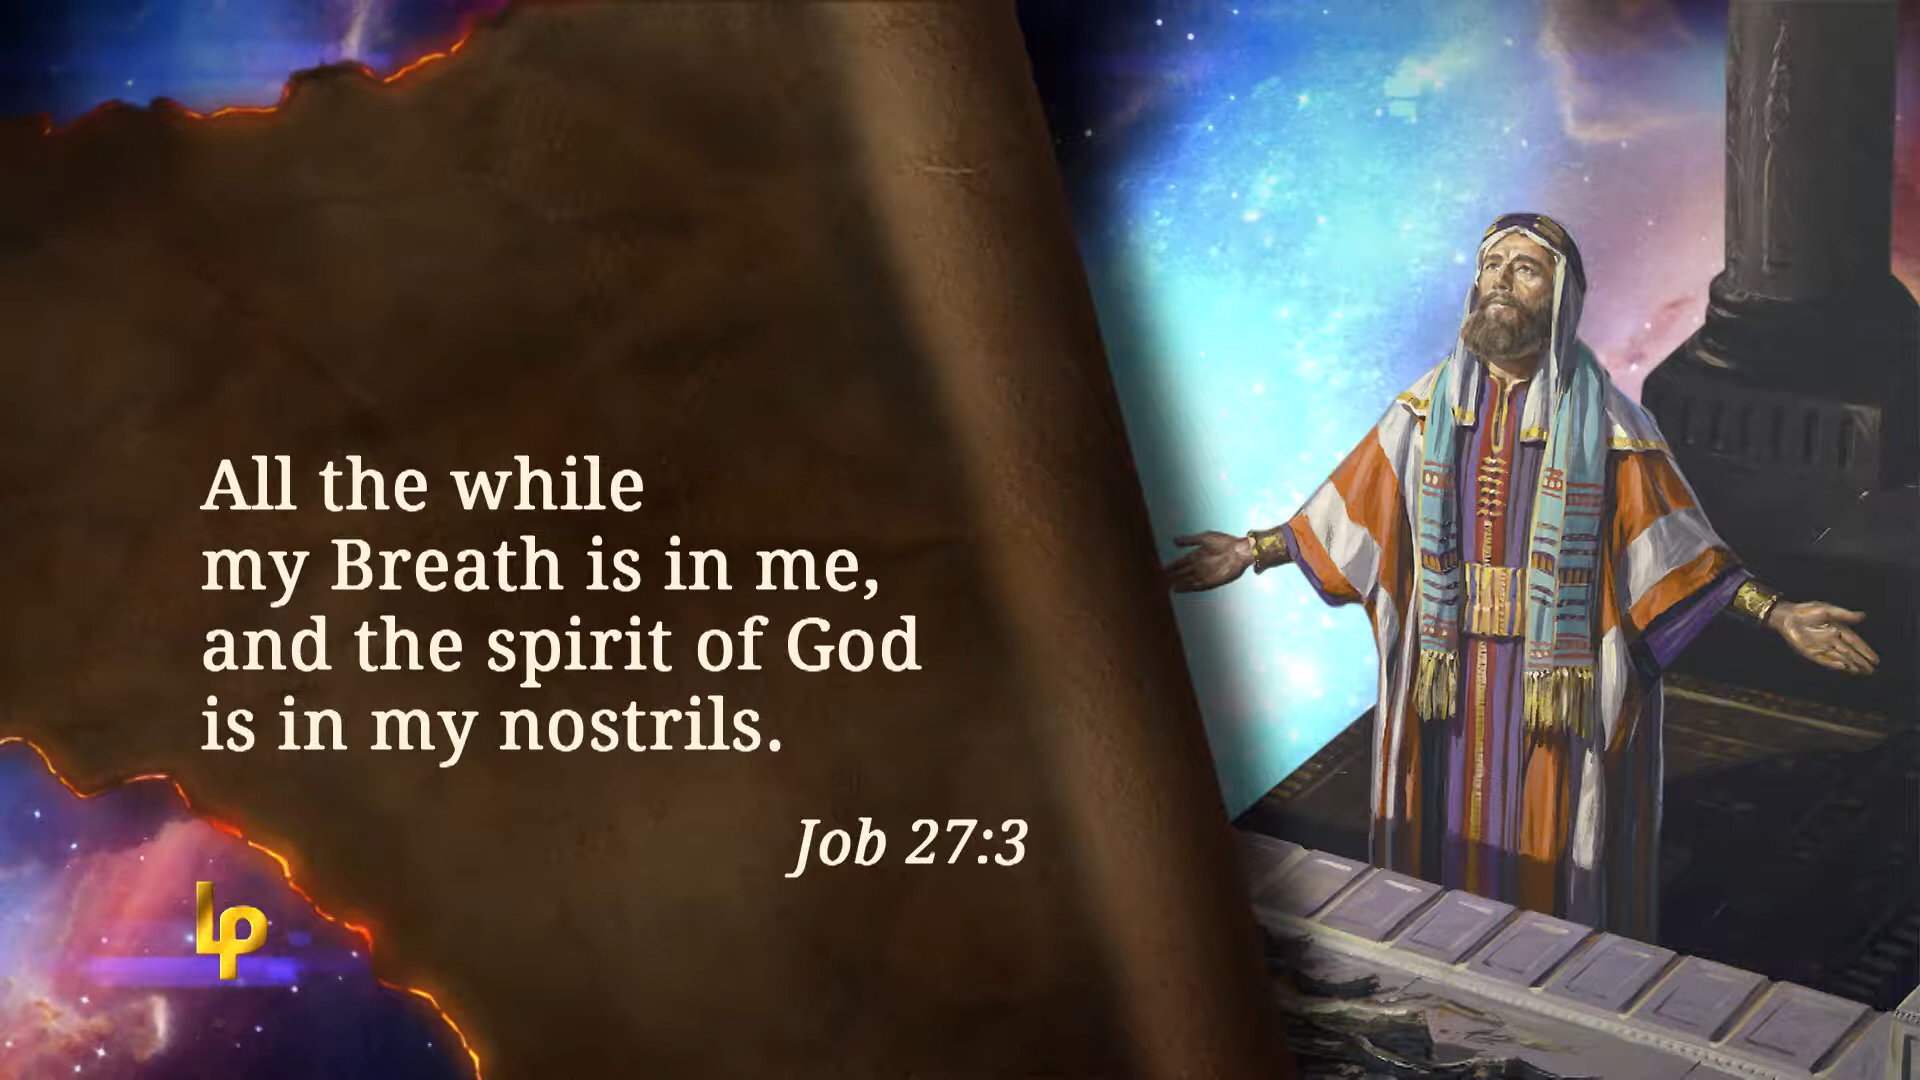 All the while
my Breath is in me,
and the spirit of God
is in my nostrils.
Job 27:3
LP